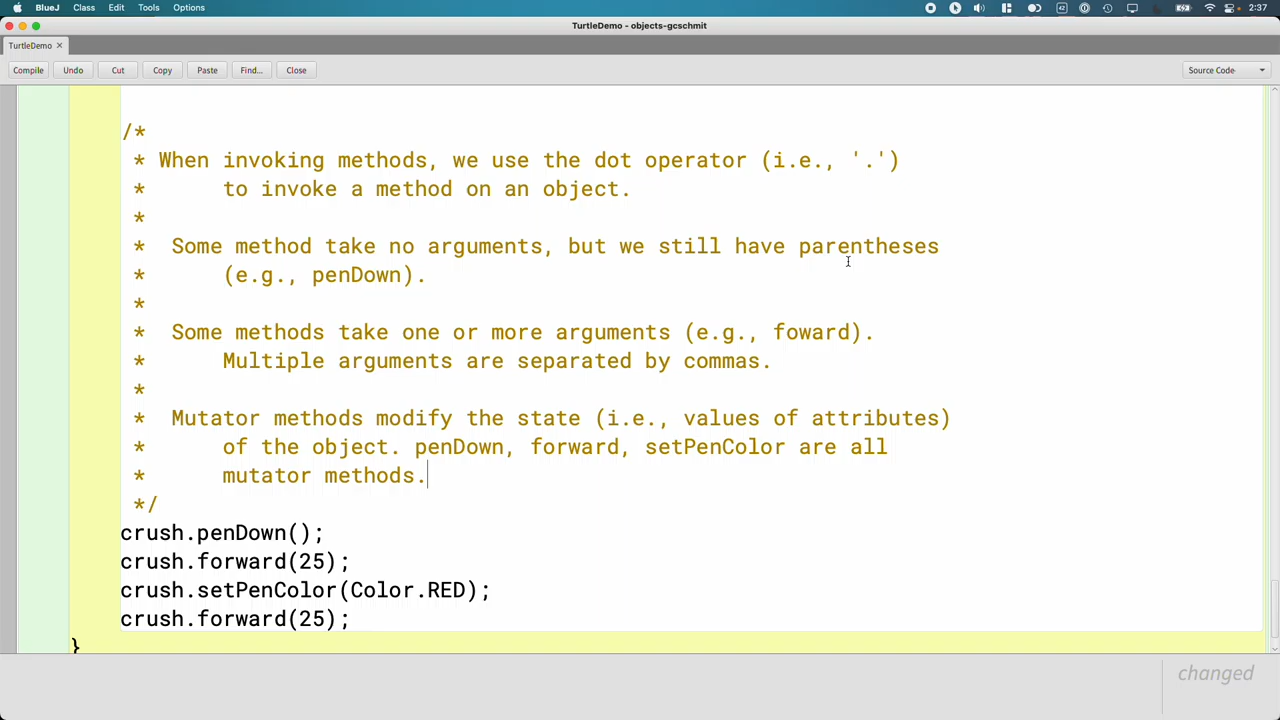 BlueJ Class Edit Tools Options 2:37
TurtleDemo - objects-gcschmit
TurtleDemo ×
Compile Undo Cut Copy Paste Find... Close Source Code
/*
* When invoking methods, we use the dot operator (i.e., '.')
* to invoke a method on an object.
*
* Some method take no arguments, but we still have parentheses
* (e.g., penDown).
*
* Some methods take one or more arguments (e.g., foward).
* Multiple arguments are separated by commas.
*
* Mutator methods modify the state (i.e., values of attributes)
* of the object. penDown, forward, setPenColor are all
* mutator methods.
*/
crush.penDown();
crush.forward(25);
crush.setPenColor(Color.RED);
crush.forward(25);
}
changed